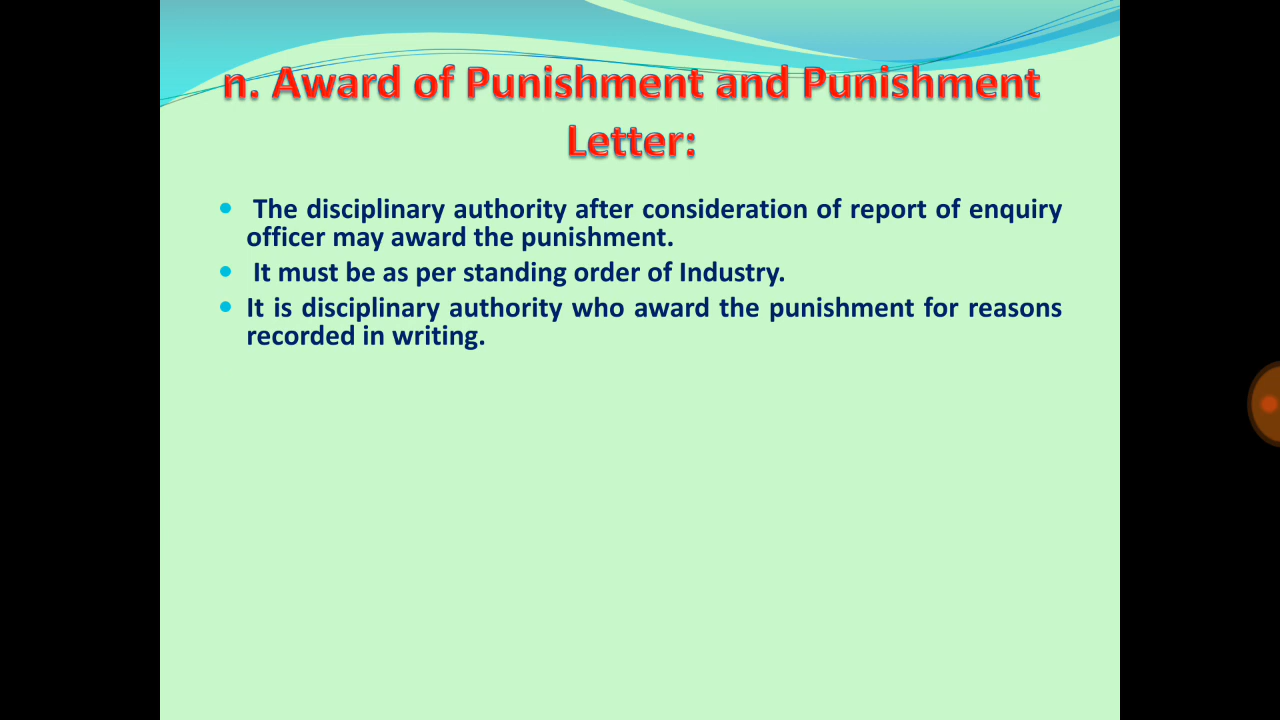 n. Award of Punishment and Punishment
Letter:
• The disciplinary authority after consideration of report of enquiry
officer may award the punishment.
• It must be as per standing order of Industry.
• It is disciplinary authority who award the punishment for reasons
recorded in writing.